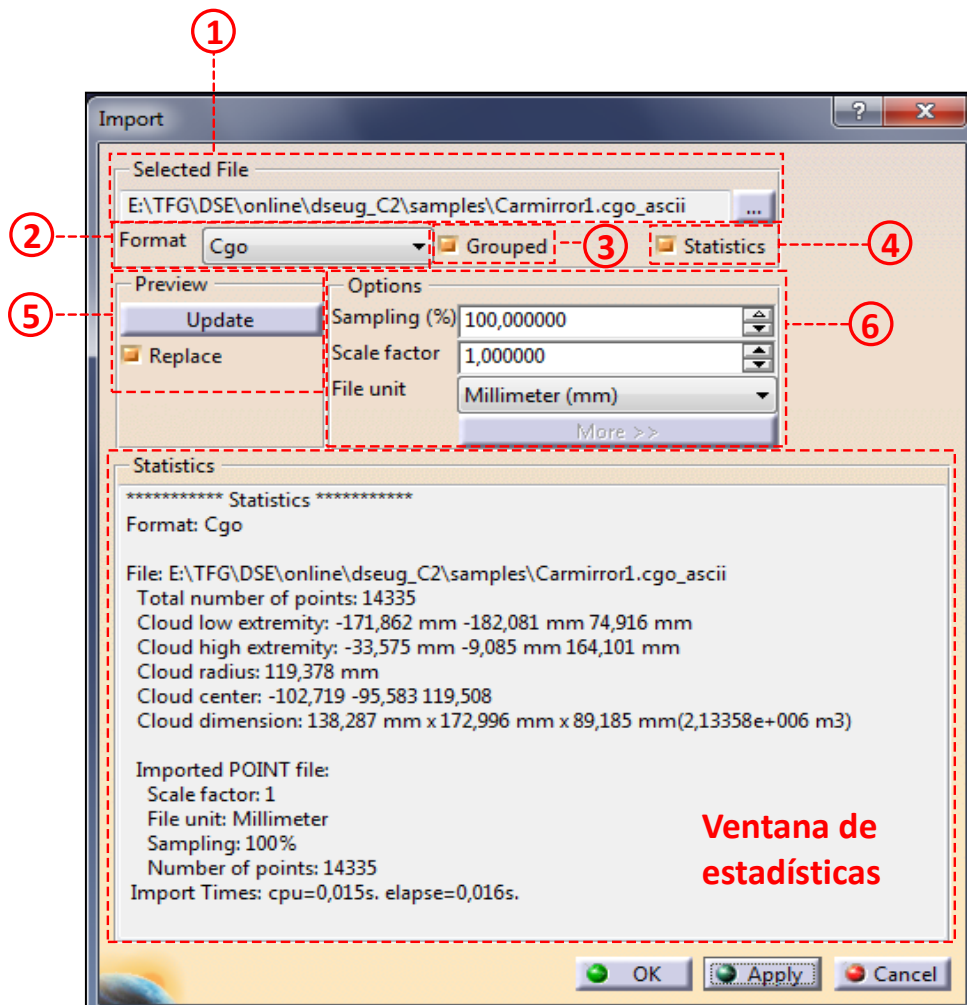 1
Import
?
x
Selected File
E:\TFG\DSE\online\dseug_C2\samples\Carmirror1.cgo_ascii
...
2
Format
Cgo
Grouped
3
Statistics
4
5
Preview
Update
Replace
Options
Sampling (%)
100,000000
Scale factor
1,000000
File unit
Millimeter (mm)
More >>
6
Statistics
*********** Statistics ***********
Format: Cgo
File: E:\TFG\DSE\online\dseug_C2\samples\Carmirror1.cgo_ascii
Total number of points: 14335
Cloud low extremity: -171,862 mm -182,081 mm 74,916 mm
Cloud high extremity: -33,575 mm -9,085 mm 164,101 mm
Cloud radius: 119,378 mm
Cloud center: -102,719 -95,583 119,508
Cloud dimension: 138,287 mm x 172,996 mm x 89,185 mm(2,13358e+006 m3)
Imported POINT file:
Scale factor: 1
File unit: Millimeter
Sampling: 100%
Number of points: 14335
Import Times: cpu=0,015s. elapse=0,016s.
Ventana de
estadísticas
OK
Apply
Cancel